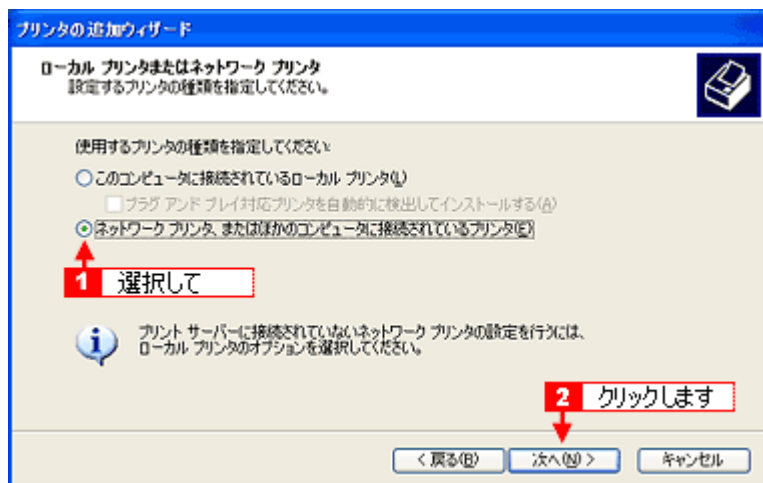 プリンタの追加ウィザード
ローカル プリンタまたはネットワーク プリンタ
設定するプリンタの種類を指定してください。
使用するプリンタの種類を指定してください:
このコンピュータに接続されているローカル プリンタ(L)
プラグ アンド プレイ対応プリンタを自動的に検出してインストールする(A)
ネットワーク プリンタ、またはほかのコンピュータに接続されているプリンタ(E)
1 選択して
プリント サーバーに接続されていないネットワーク プリンタの設定を行うには、
ローカル プリンタのオプションを選択してください。
2 クリックします
< 戻る(B) 次へ(N) > キャンセル